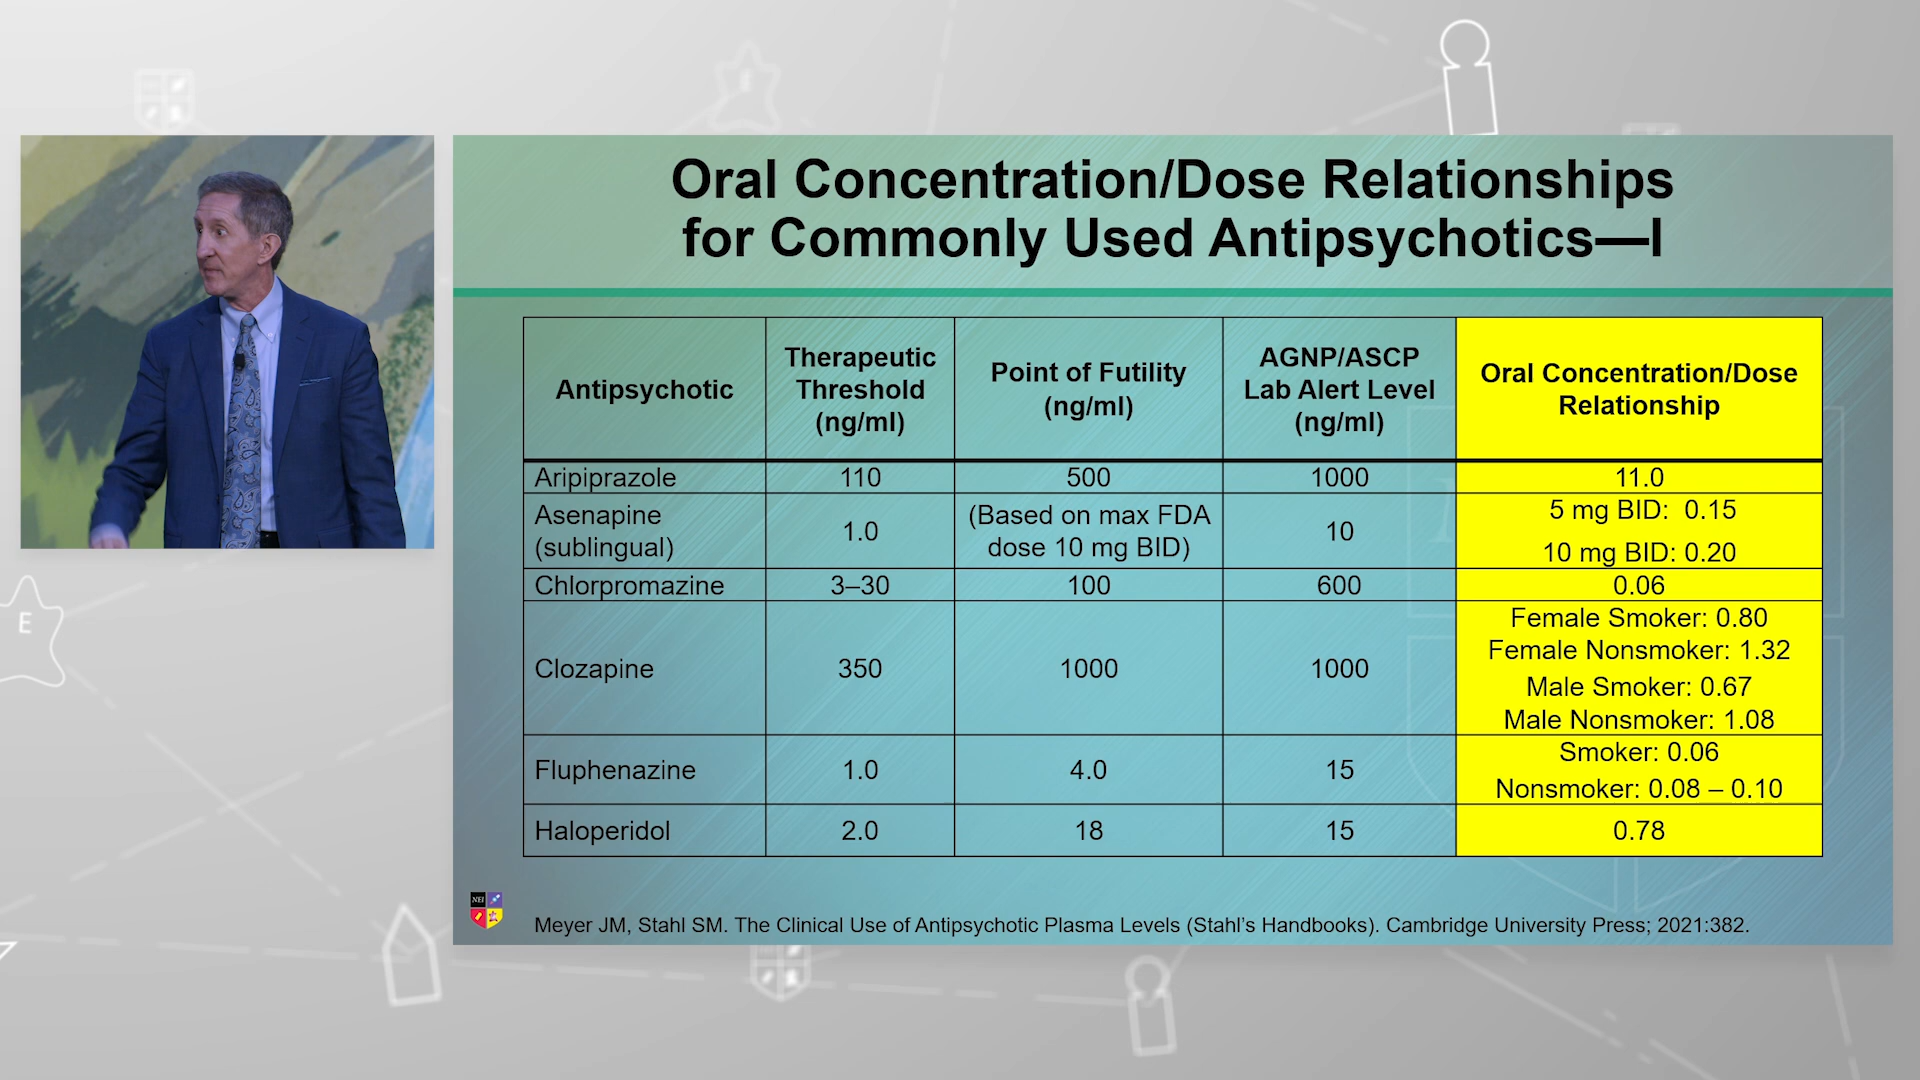 Oral Concentration/Dose Relationships
for Commonly Used Antipsychotics—I
Antipsychotic
Therapeutic
Threshold
(ng/ml)
Point of Futility
(ng/ml)
AGNP/ASCP
Lab Alert Level
(ng/ml)
Oral Concentration/Dose
Relationship
Aripiprazole
110
500
1000
11.0
Asenapine
(sublingual)
1.0
(Based on max FDA
dose 10 mg BID)
10
5 mg BID: 0.15
10 mg BID: 0.20
Chlorpromazine
3–30
100
600
0.06
Clozapine
350
1000
1000
Female Smoker: 0.80
Female Nonsmoker: 1.32
Male Smoker: 0.67
Male Nonsmoker: 1.08
Fluphenazine
1.0
4.0
15
Smoker: 0.06
Nonsmoker: 0.08 – 0.10
Haloperidol
2.0
18
15
0.78
NEI
Meyer JM, Stahl SM. The Clinical Use of Antipsychotic Plasma Levels (Stahl’s Handbooks). Cambridge University Press; 2021:382.
E